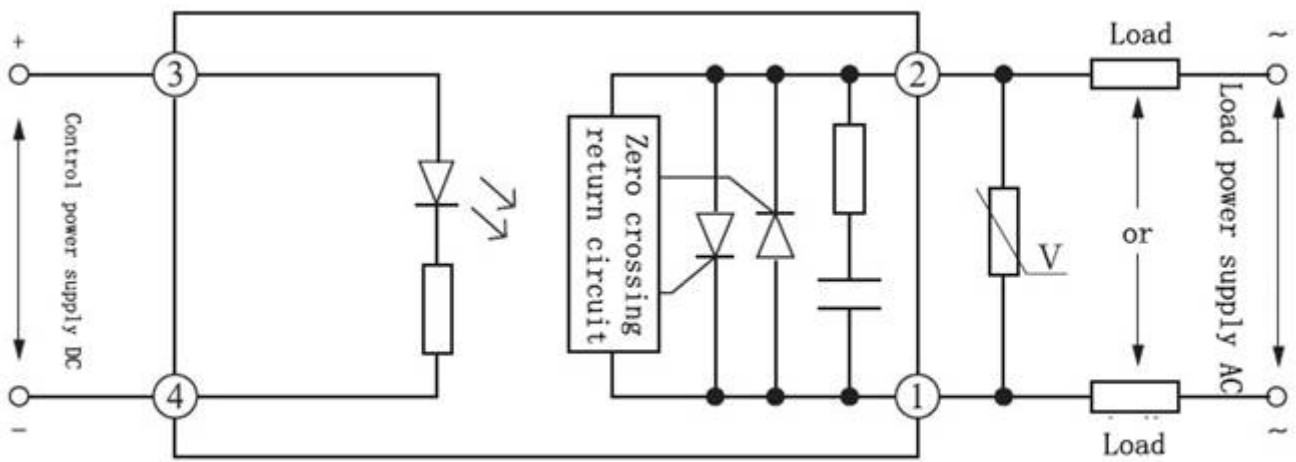 +
3
2
Load
~
Control power supply DC
Zero crossing
return circuit
or
V
Load power supply AC
4
1
−
Load
~